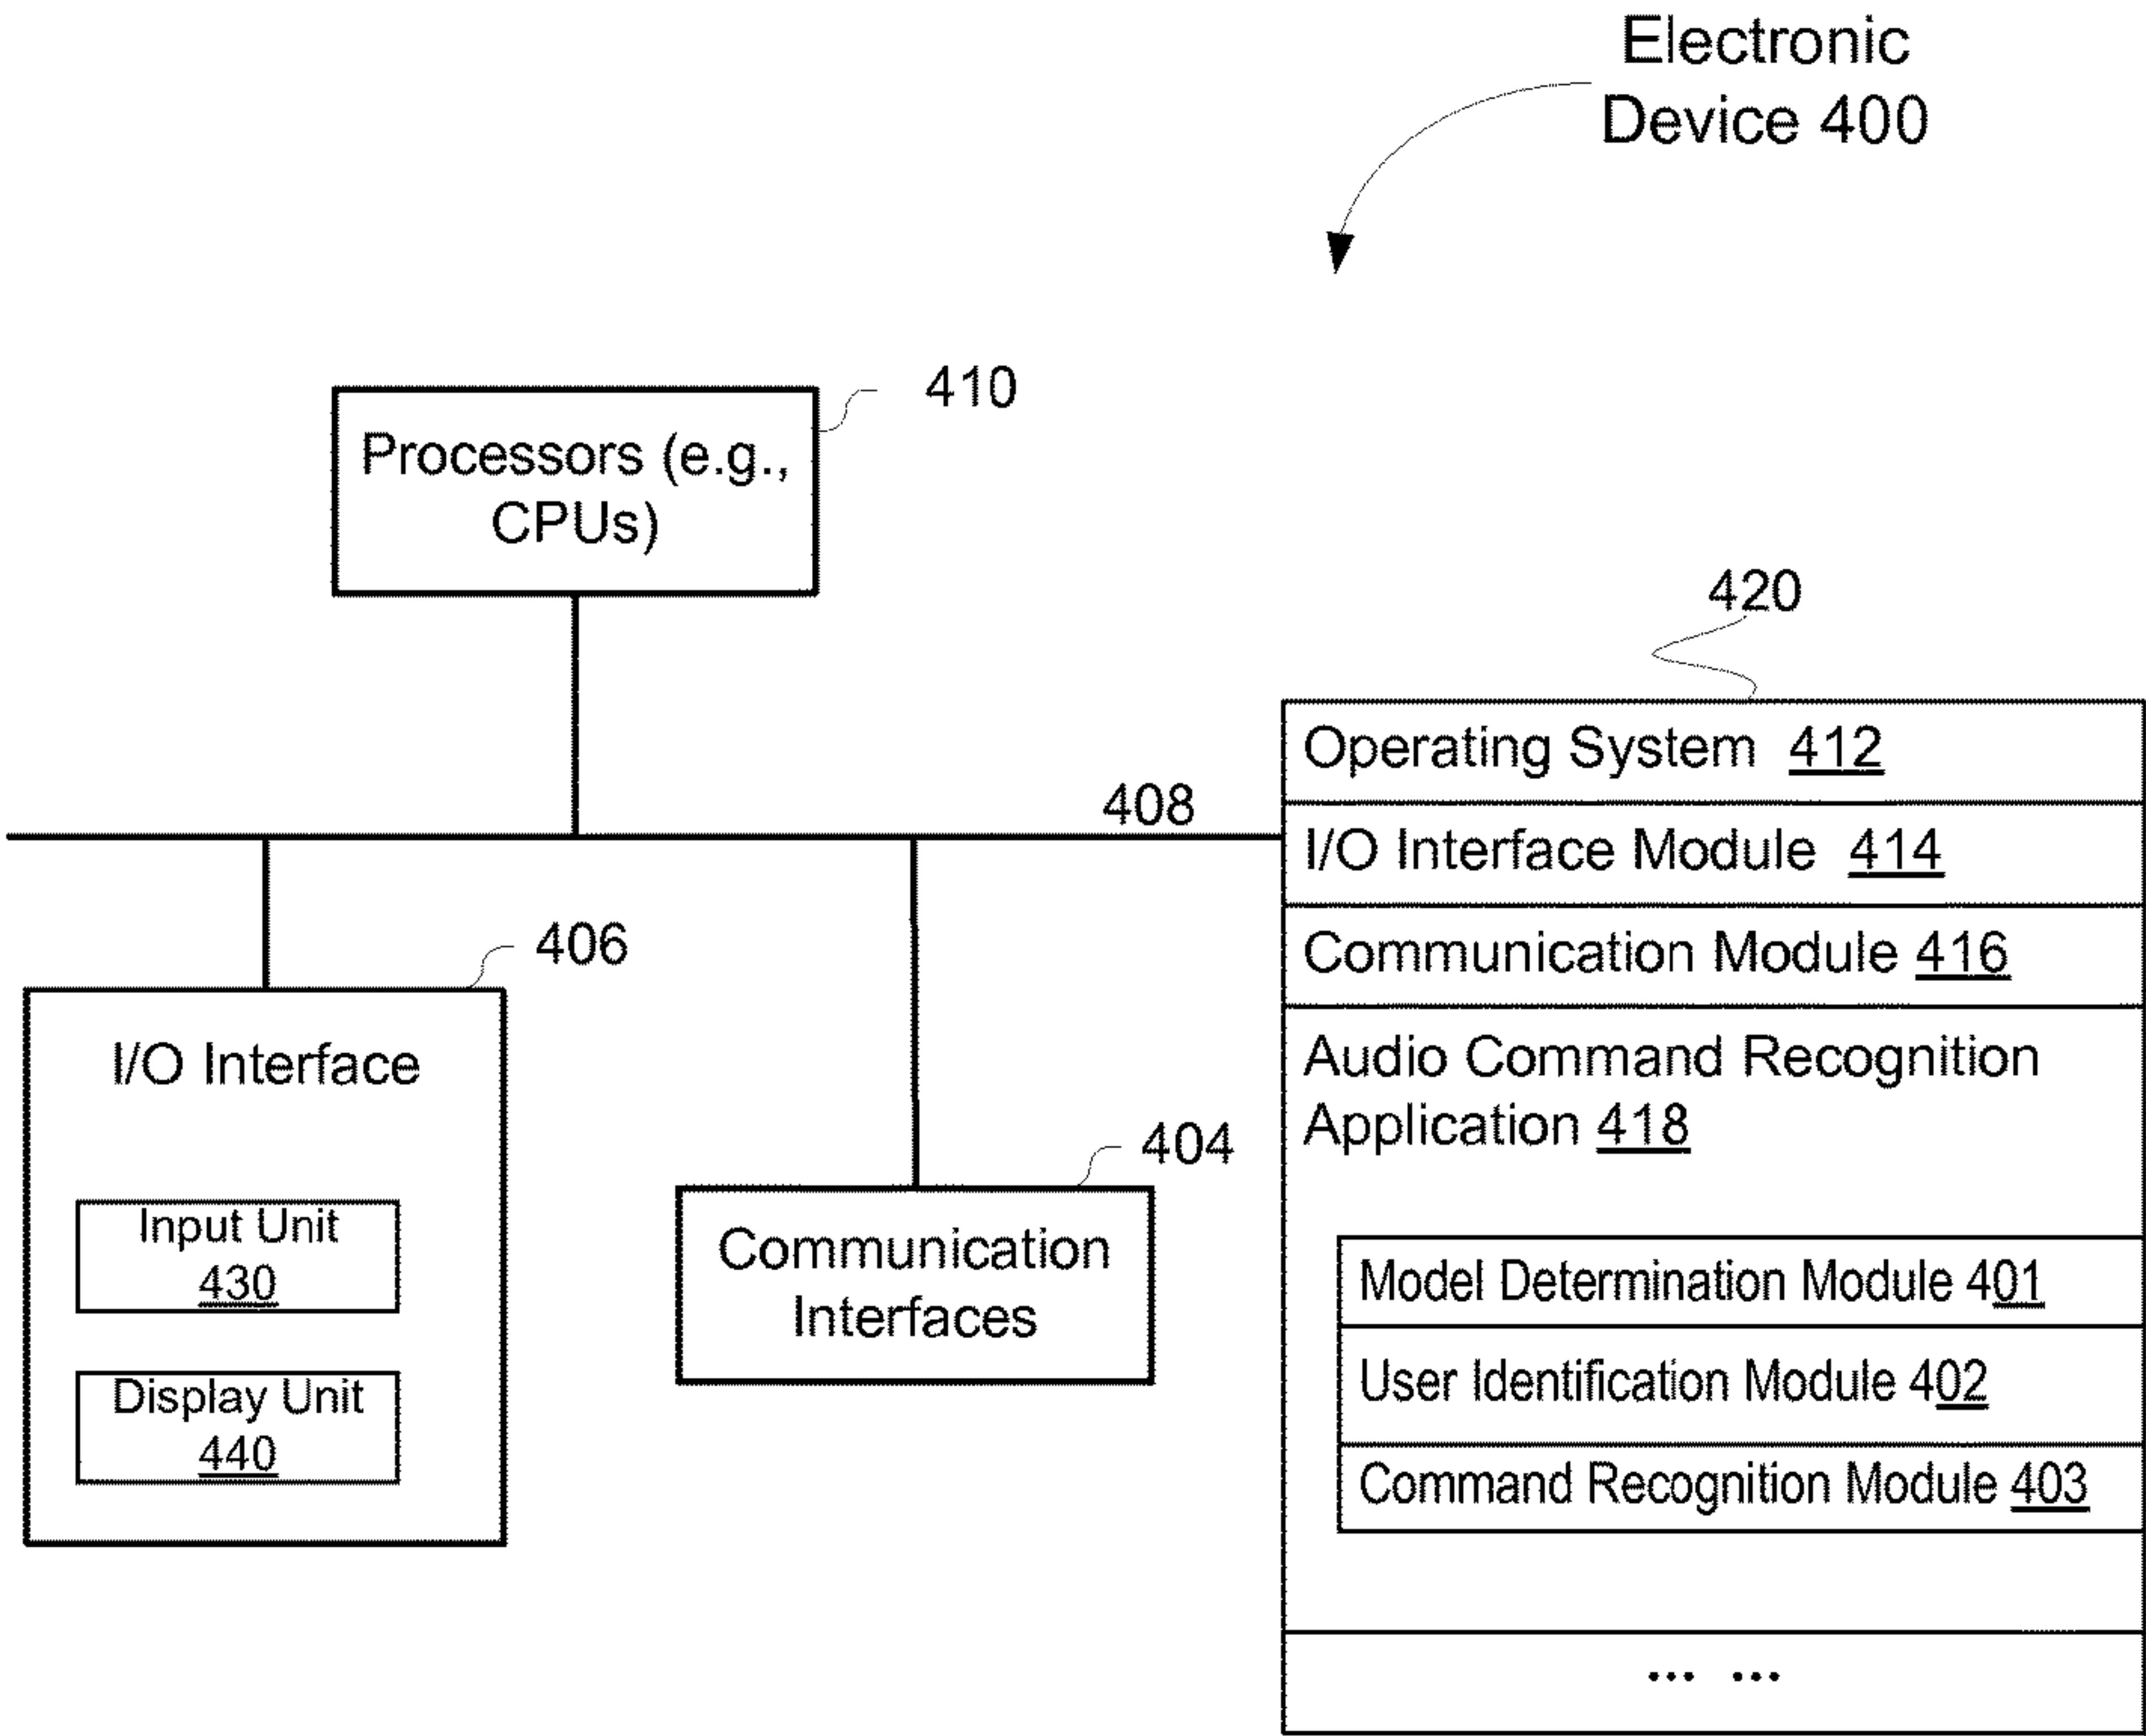 Electronic
Device 400
410
Processors (e.g.,
CPUs)
420
Operating System 412
408
I/O Interface Module 414
Communication Module 416
406
I/O Interface
Audio Command Recognition
Application 418
404
Input Unit
430
Communication
Interfaces
Model Determination Module 401
Display Unit
440
User Identification Module 402
Command Recognition Module 403
... ...